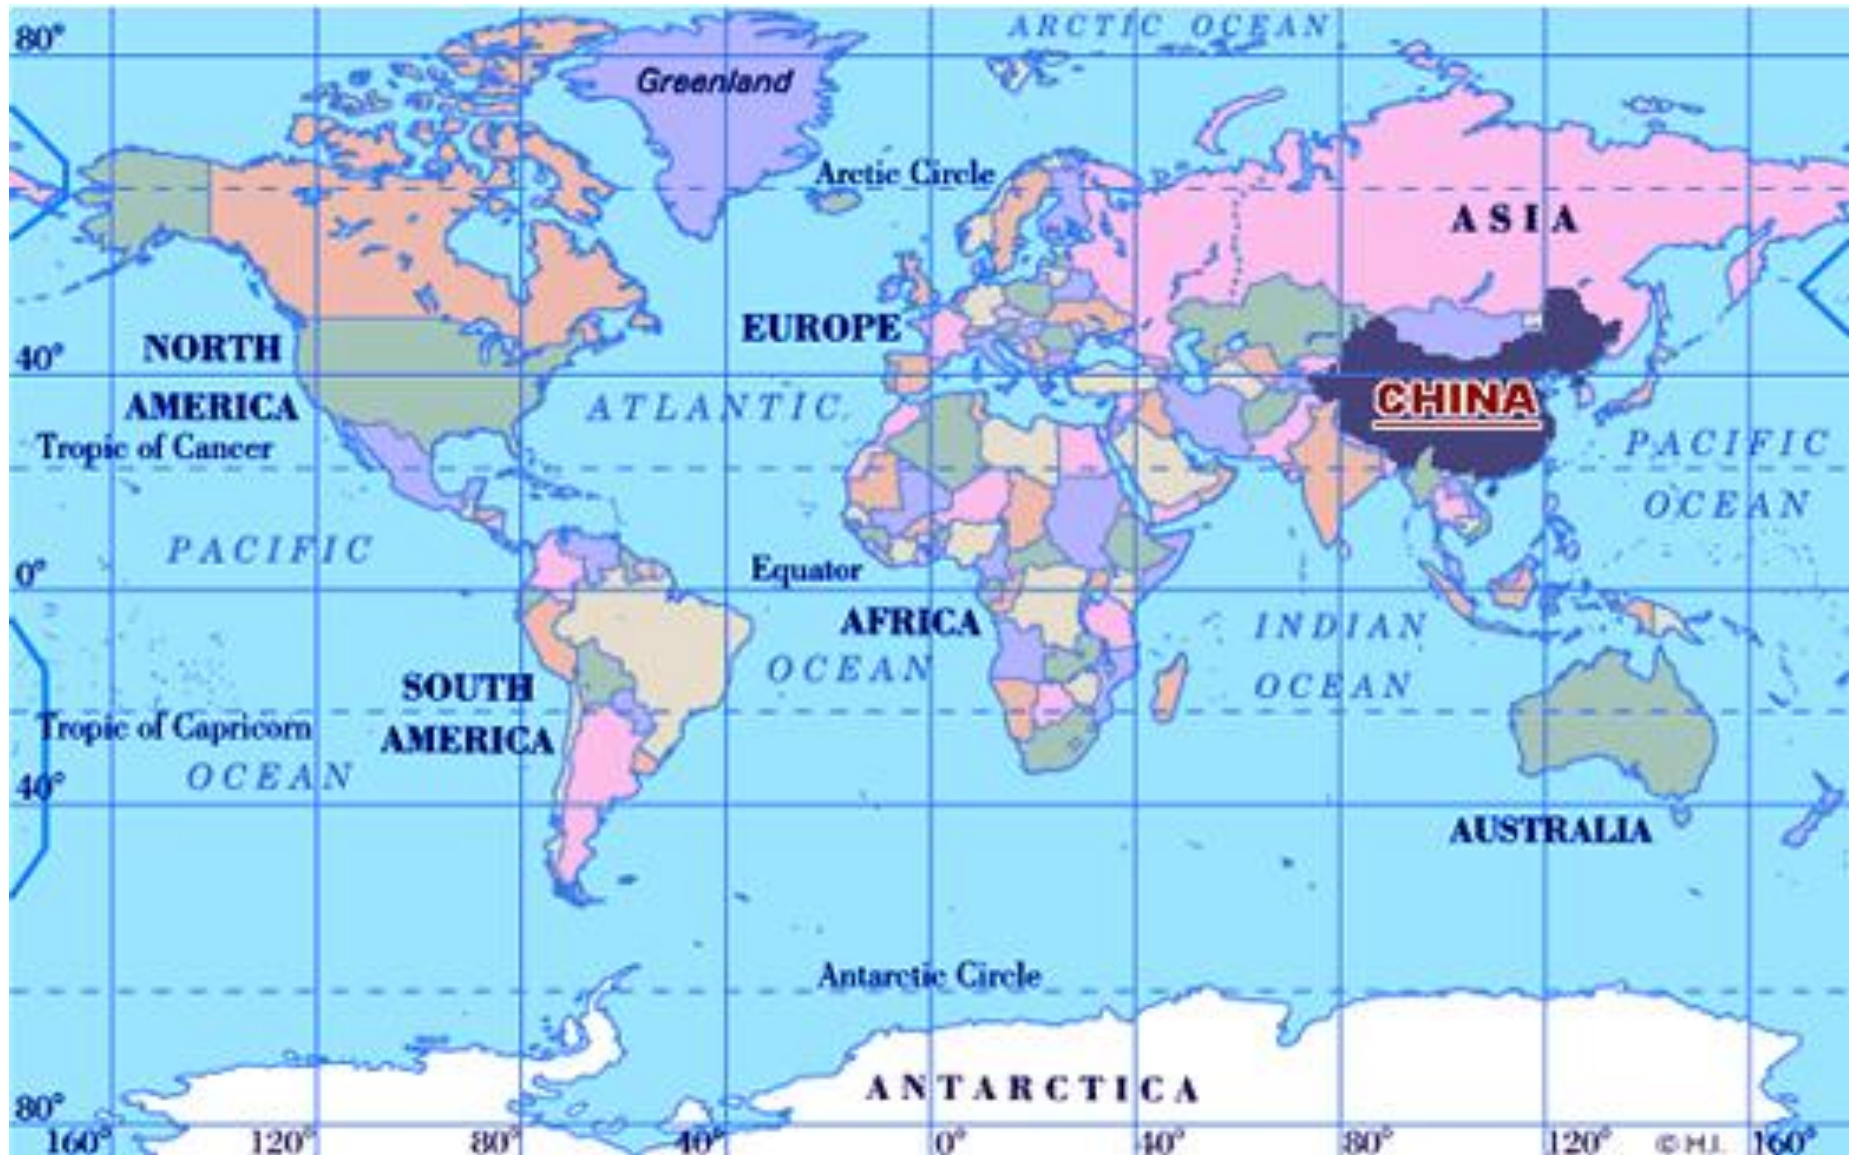 ARCTIC OCEAN
80°
Greenland
Arctic Circle
ASIA
EUROPE
NORTH
AMERICA
40°
CHINA
ATLANTIC
Tropic of Cancer
PACIFIC
OCEAN
PACIFIC
Equator
0°
AFRICA
INDIAN
OCEAN
OCEAN
SOUTH
AMERICA
Tropic of Capricorn
OCEAN
40°
AUSTRALIA
Antarctic Circle
ANTARCTICA
80°
160° 120° 80° 40° 0° 40° 80° 120° © H.I. 160°